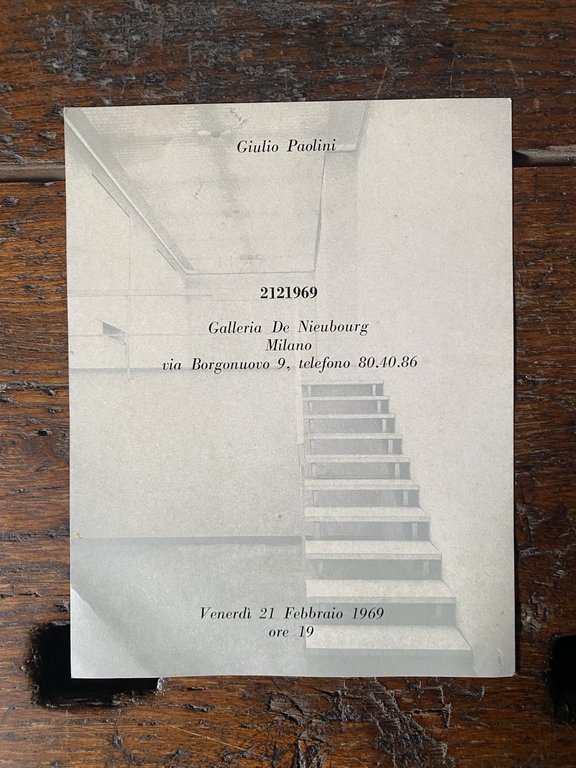 Giulio Paolini
2121969
Galleria De Nieubourg
Milano
via Borgonuovo 9, telefono 80.40.86
Venerdì 21 Febbraio 1969
ore 19